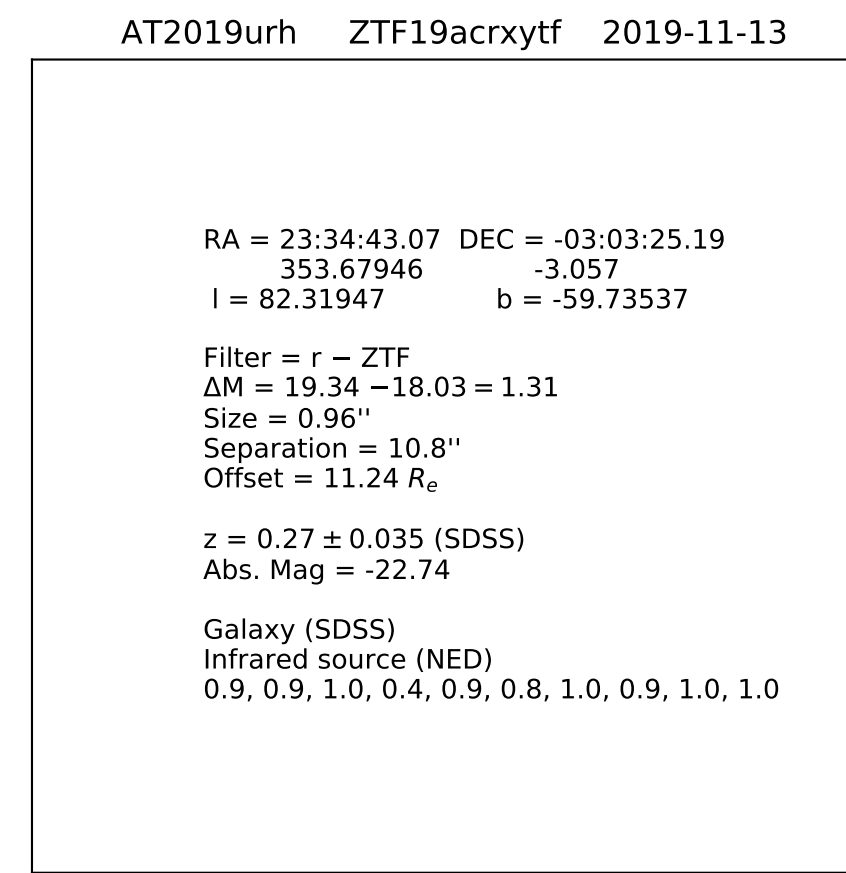 AT2019urh ZTF19acrxytf 2019-11-13
RA = 23:34:43.07 DEC = -03:03:25.19
353.67946 -3.057
l = 82.31947 b = -59.73537
Filter = r − ZTF
ΔM = 19.34 −18.03 = 1.31
Size = 0.96''
Separation = 10.8''
Offset = 11.24 Rₑ
z = 0.27 ± 0.035 (SDSS)
Abs. Mag = -22.74
Galaxy (SDSS)
Infrared source (NED)
0.9, 0.9, 1.0, 0.4, 0.9, 0.8, 1.0, 0.9, 1.0, 1.0